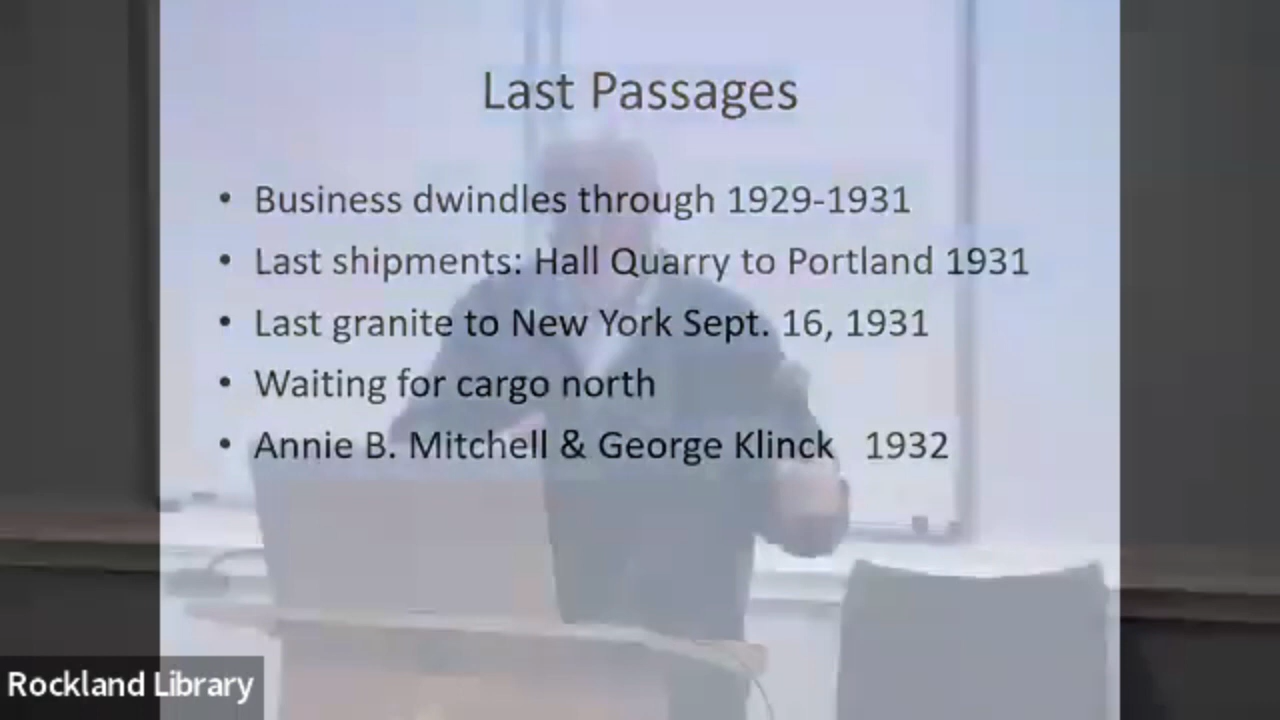 Last Passages
• Business dwindles through 1929-1931
• Last shipments: Hall Quarry to Portland 1931
• Last granite to New York Sept. 16, 1931
• Waiting for cargo north
• Annie B. Mitchell & George Klinck 1932
Rockland Library